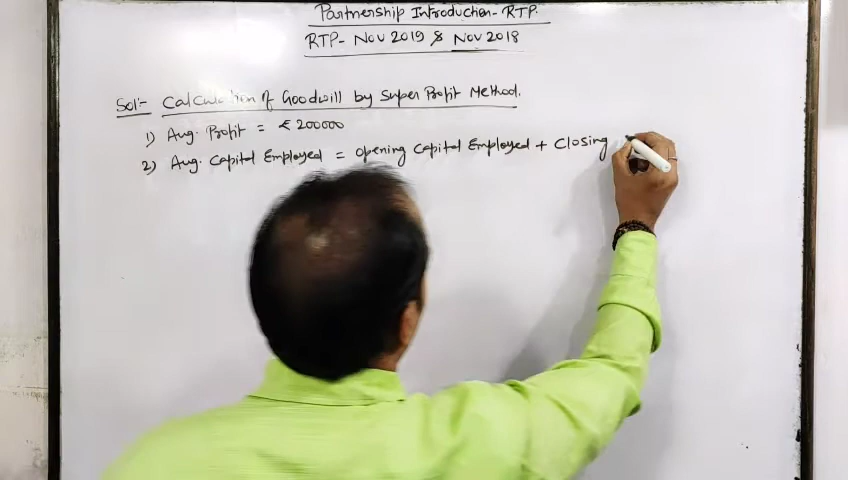 Partnership Introduction- RTP.
RTP- Nov 2019 & Nov 2018
Sol:- Calculation of Goodwill by Super Profit Method.
1) Avg. Profit = ₹ 200000
2) Avg. Capital Employed = Opening Capital Employed + Closing